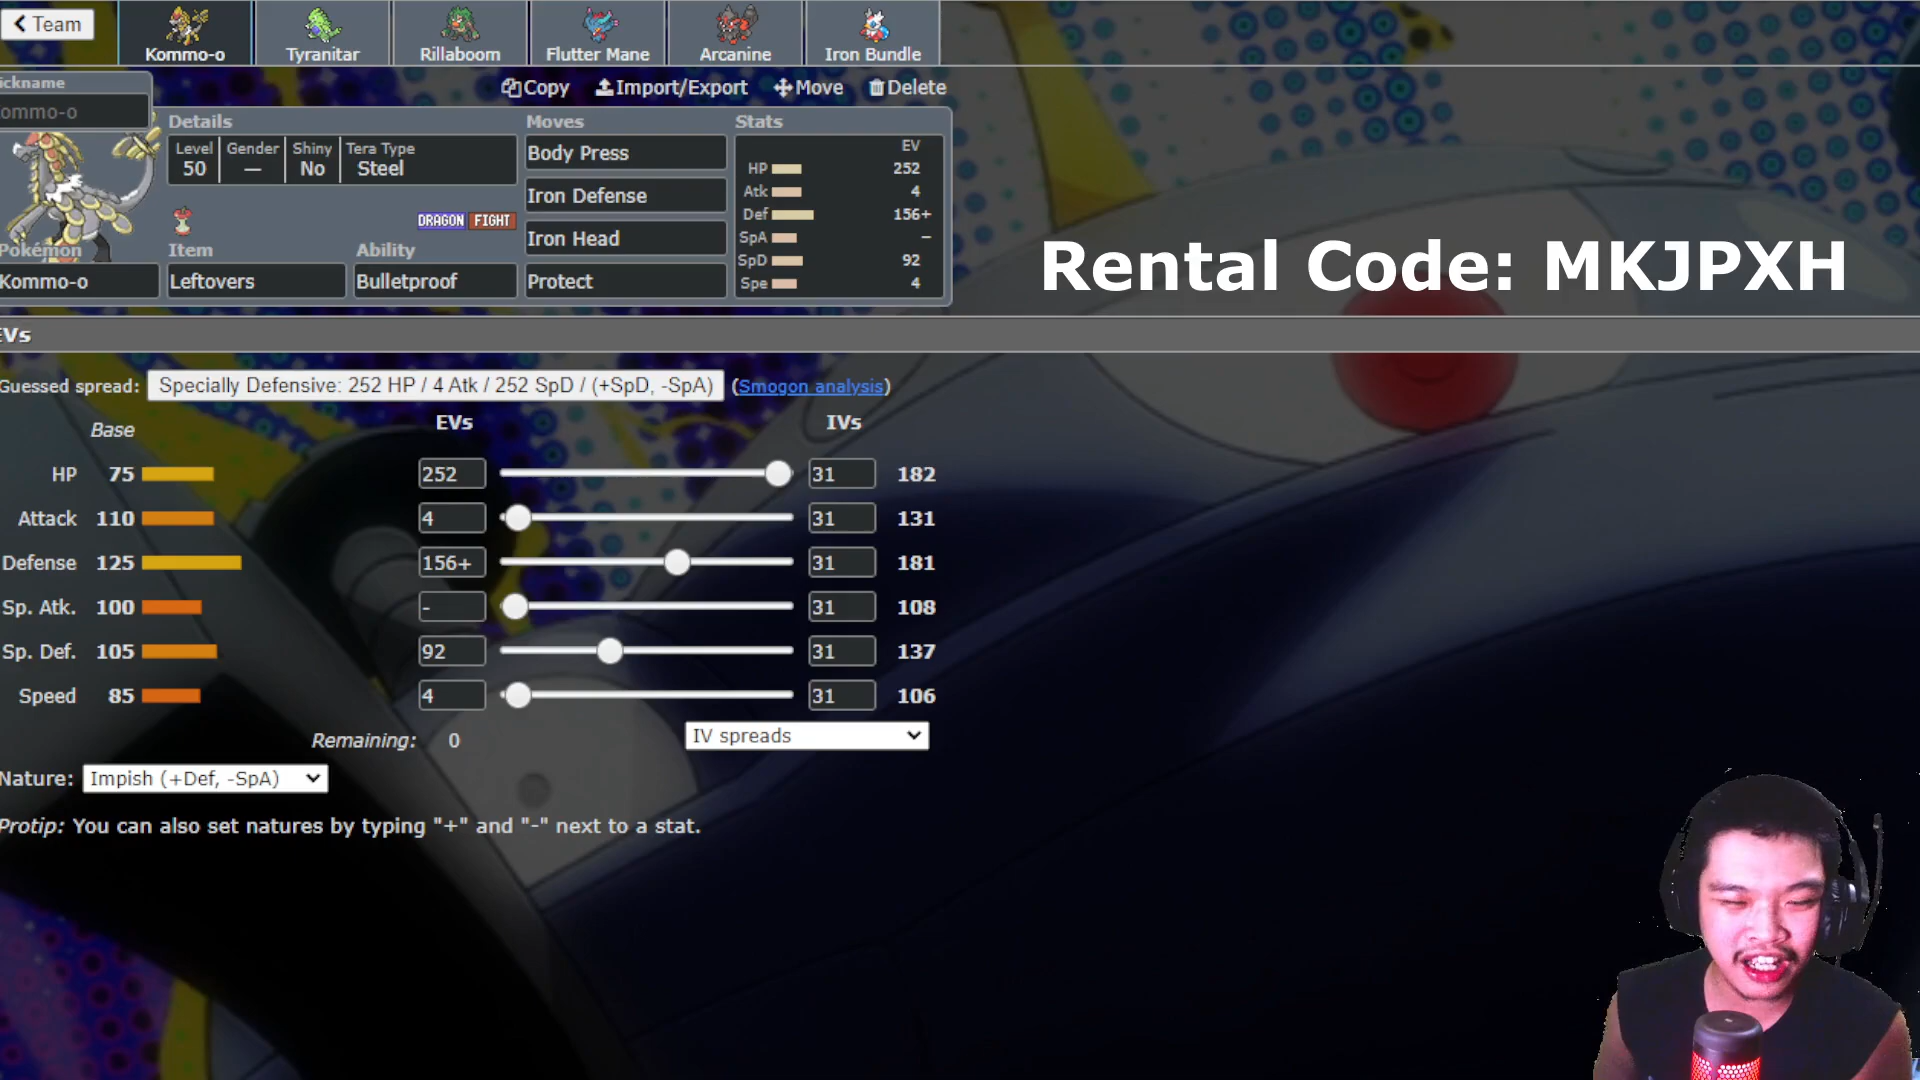 Team
Kommo-o Tyranitar Rillaboom Flutter Mane Arcanine Iron Bundle
ickname
ommo-o
Copy Import/Export Move Delete
Details
Level Gender Shiny Tera Type
50 — No Steel
DRAGON FIGHT
Pokémon Item Ability
Kommo-o Leftovers Bulletproof
Moves
Body Press
Iron Defense
Iron Head
Protect
Stats
EV
HP 252
Atk 4
Def 156+
SpA –
SpD 92
Spe 4
Rental Code: MKJPXH
EVs
Guessed spread: Specially Defensive: 252 HP / 4 Atk / 252 SpD / (+SpD, -SpA) (Smogon analysis)
Base EVs IVs
HP 75 252 31 182
Attack 110 4 31 131
Defense 125 156+ 31 181
Sp. Atk. 100 - 31 108
Sp. Def. 105 92 31 137
Speed 85 4 31 106
Remaining: 0 IV spreads
Nature: Impish (+Def, -SpA)
Protip: You can also set natures by typing "+" and "-" next to a stat.